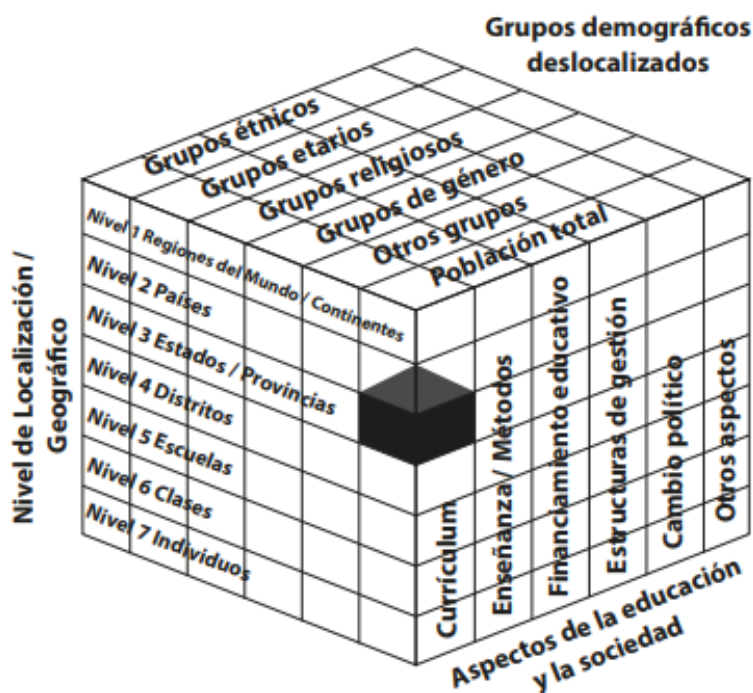 Grupos demográficos
deslocalizados
Grupos étnicos
Grupos etarios
Grupos religiosos
Grupos de género
Otros grupos
Población total
Nivel de Localización /
Geográfico
Nivel 1 Regiones del Mundo / Continentes
Nivel 2 Países
Nivel 3 Estados / Provincias
Nivel 4 Distritos
Nivel 5 Escuelas
Nivel 6 Clases
Nivel 7 Individuos
Currículum
Enseñanza / Métodos
Financiamiento educativo
Estructuras de gestión
Cambio político
Otros aspectos
Aspectos de la educación
y la sociedad